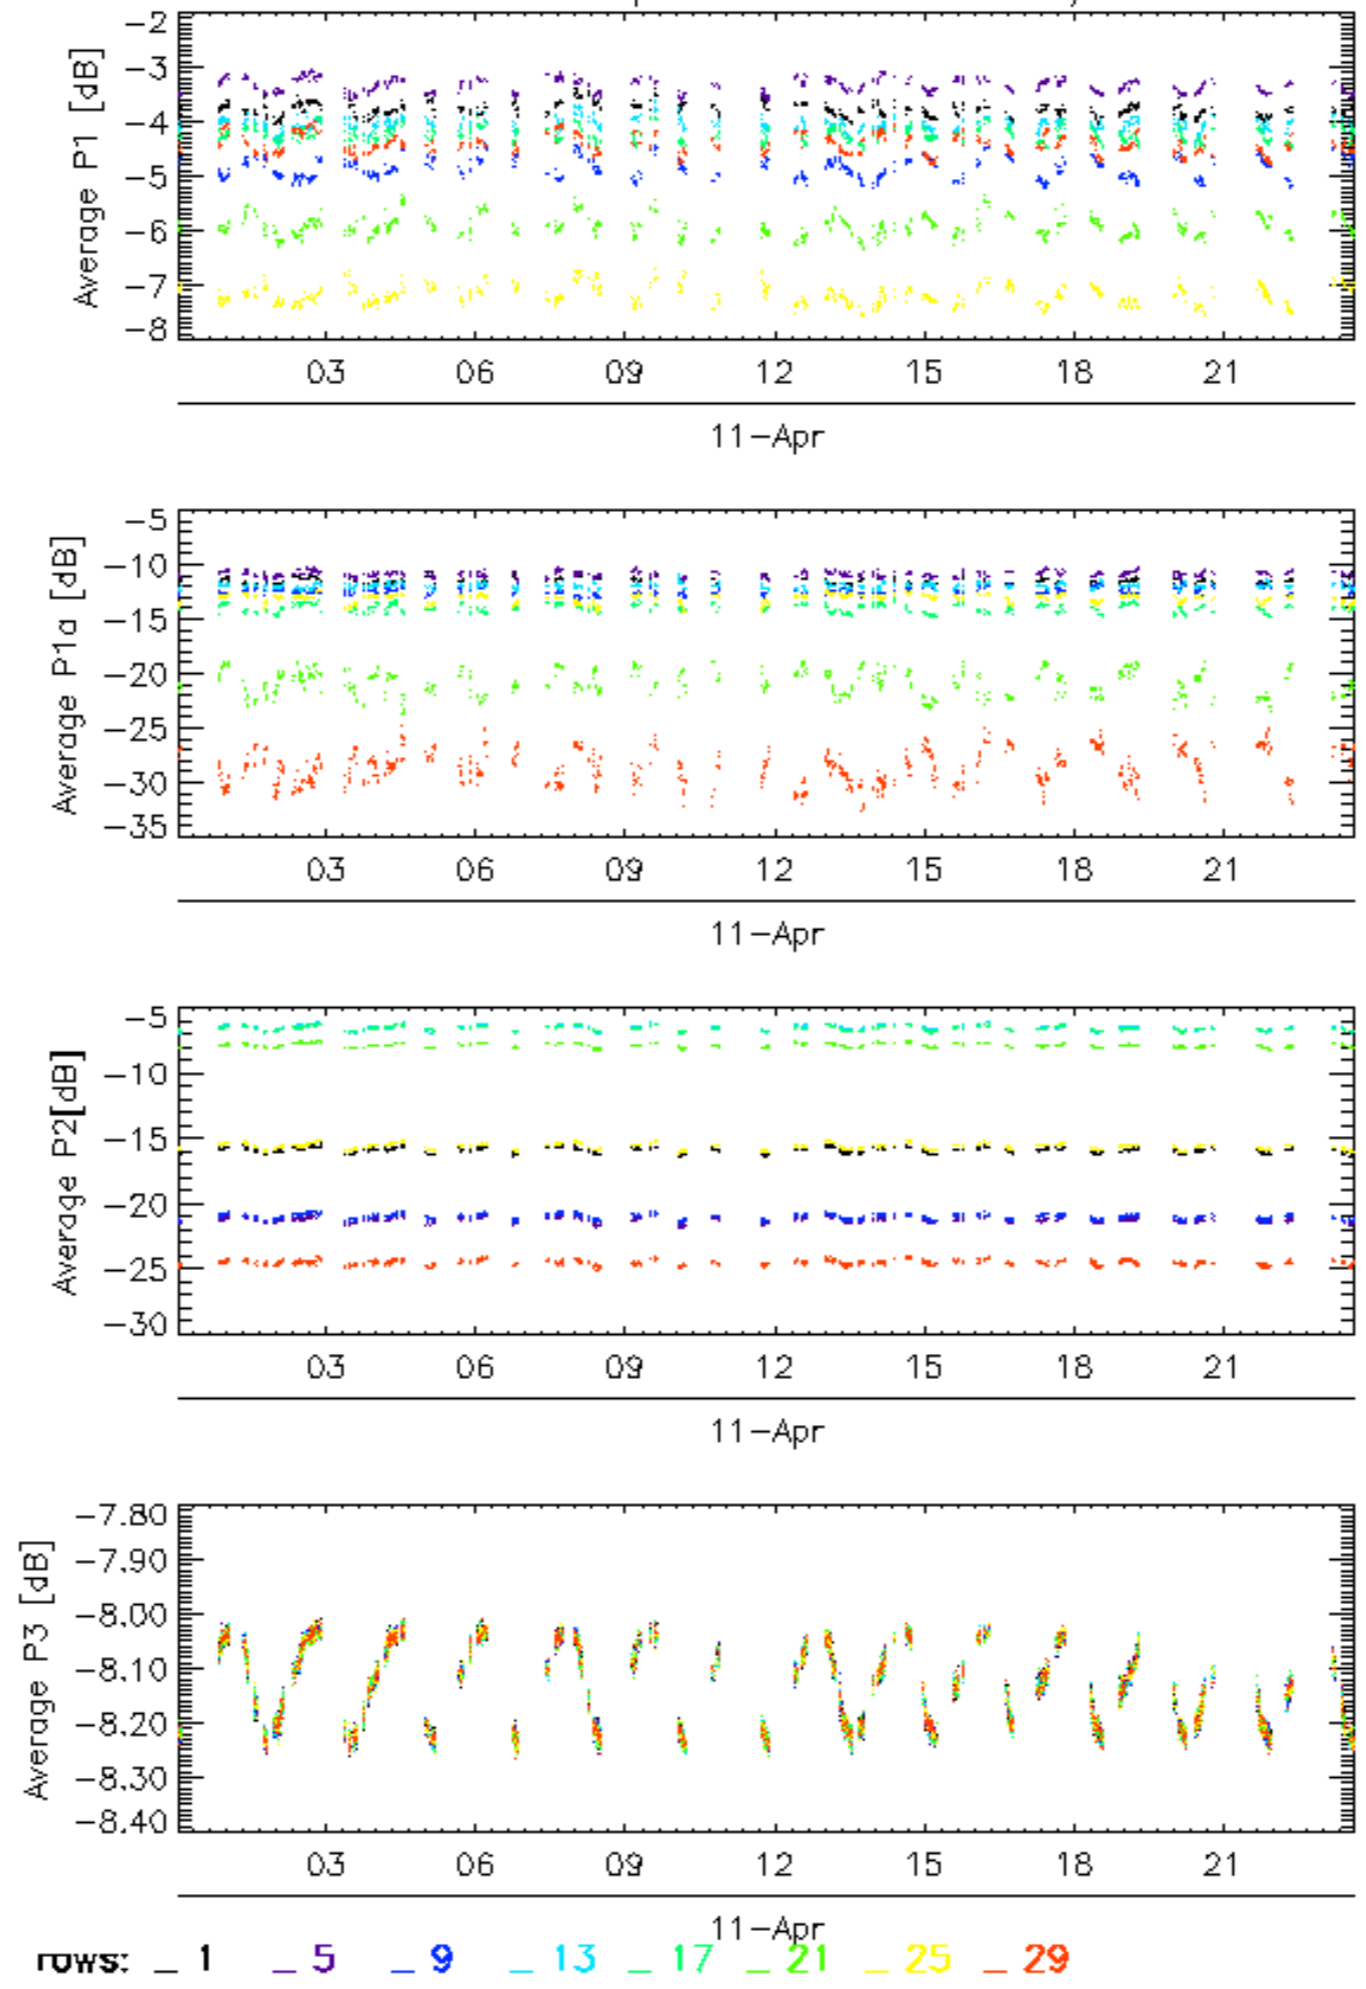 -2
-3
-4
-5
-6
-7
-8
Average P1 [dB]
03 06 09 12 15 18 21
11-Apr
-5
-10
-15
-20
-25
-30
-35
Average P1a [dB]
03 06 09 12 15 18 21
11-Apr
-5
-10
-15
-20
-25
-30
Average P2[dB]
03 06 09 12 15 18 21
11-Apr
-7.80
-7.90
-8.00
-8.10
-8.20
-8.30
-8.40
Average P3 [dB]
03 06 09 12 15 18 21
11-Apr
rows: _ 1 _ 5 _ 9 _ 13 _ 17 _ 21 _ 25 _ 29